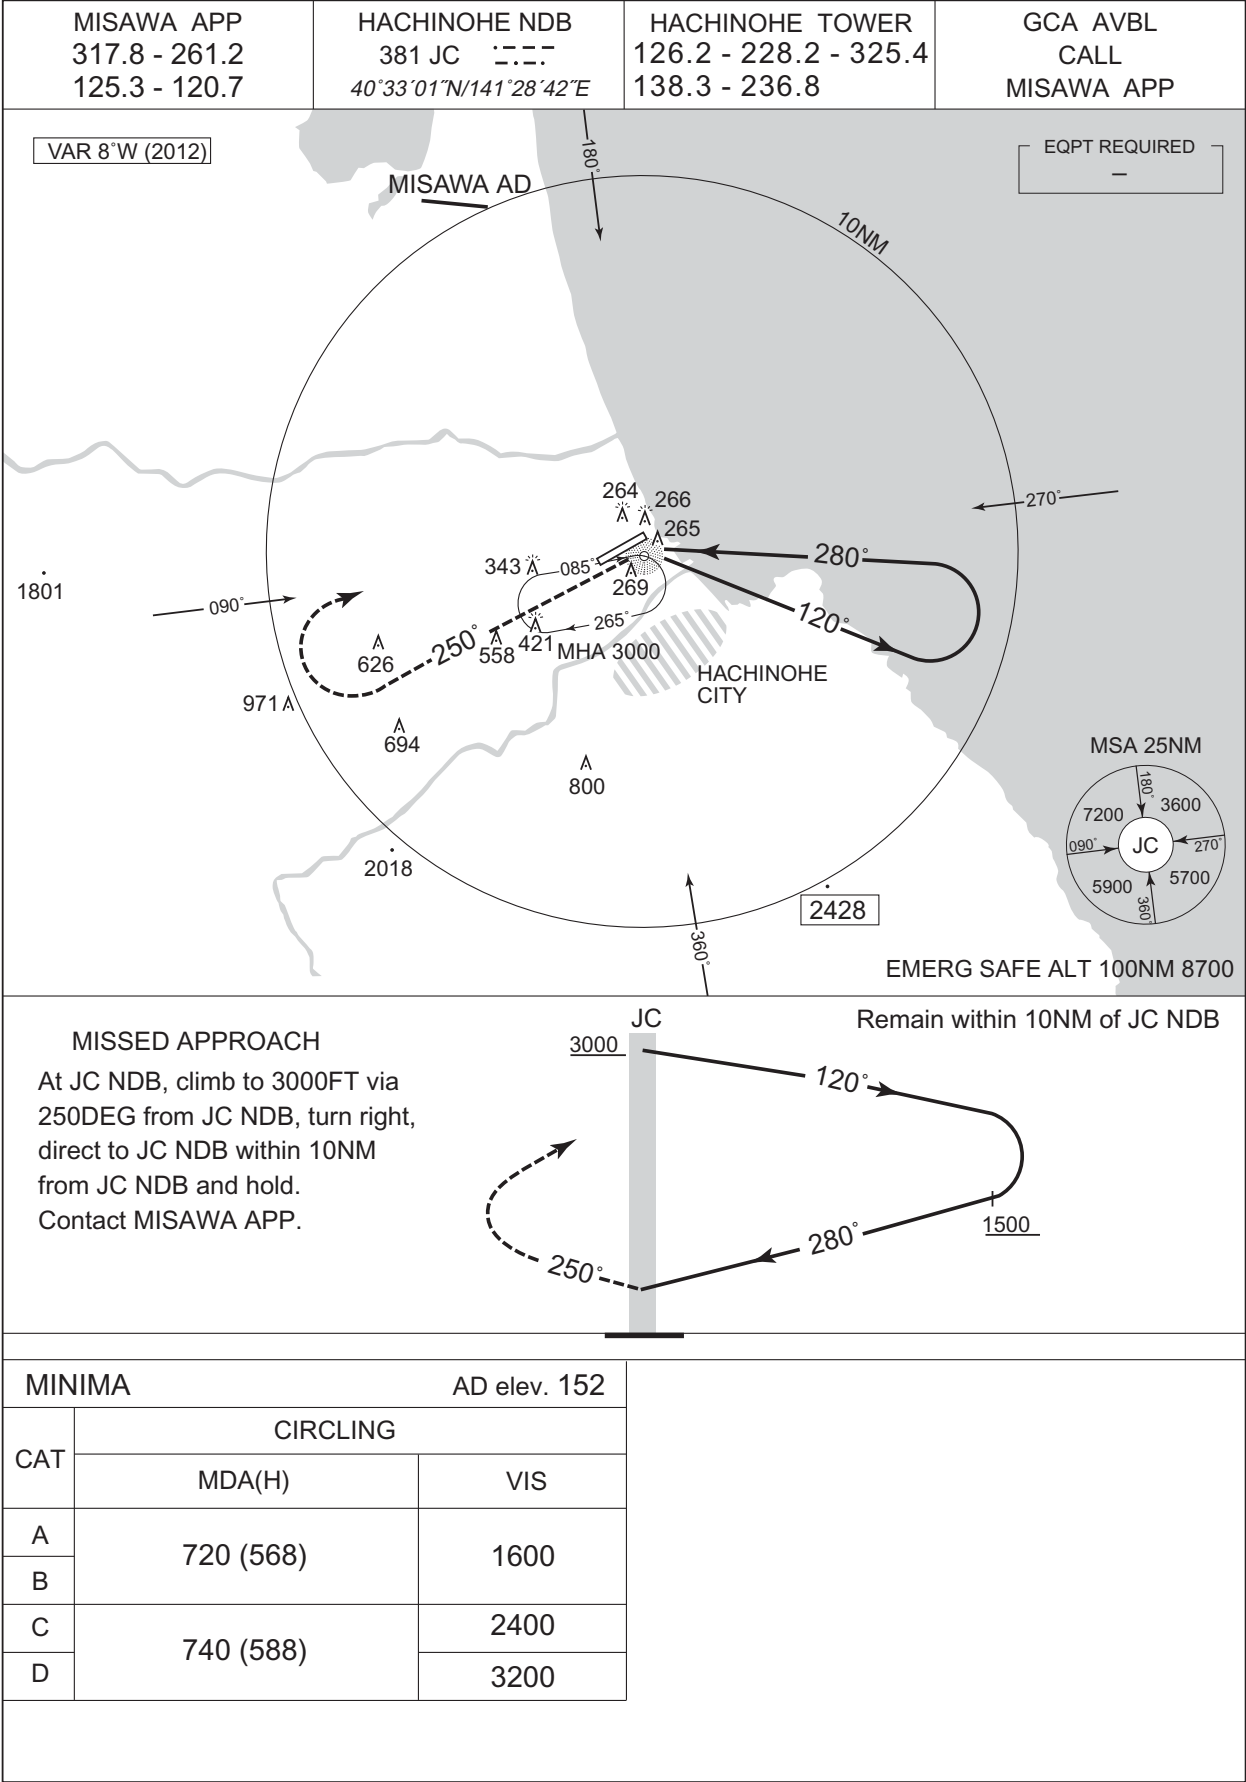 MISAWA APP
317.8 - 261.2
125.3 - 120.7
HACHINOHE NDB
381 JC
40°33´01˝N/141°28´42˝E
HACHINOHE TOWER
126.2 - 228.2 - 325.4
138.3 - 236.8
GCA AVBL
CALL
MISAWA APP
VAR 8°W (2012)
EQPT REQUIRED
–
180°
MISAWA AD
10NM
264
266
265
270°
343
085°
280°
269
1801
090°
265°
120°
421
250°
558
MHA 3000
626
HACHINOHE
CITY
971
694
800
MSA 25NM
180°
7200
3600
090°
JC
270°
5900
5700
360°
2018
2428
360°
EMERG SAFE ALT 100NM 8700
MISSED APPROACH
At JC NDB, climb to 3000FT via
250DEG from JC NDB, turn right,
direct to JC NDB within 10NM
from JC NDB and hold.
Contact MISAWA APP.
JC
Remain within 10NM of JC NDB
3000
120°
1500
280°
250°
MINIMA
AD elev. 152
CAT
CIRCLING
MDA(H)
VIS
A
720 (568)
1600
B
C
740 (588)
2400
D
3200